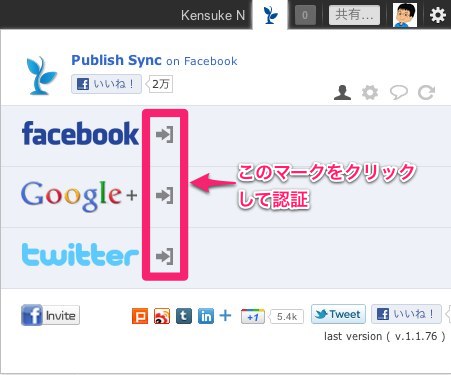 Kensuke N
0
共有...
Publish Sync on Facebook
いいね！ 2万
facebook
Google+
twitter
このマークをクリック
して認証
Invite
+1 5.4k Tweet いいね！
last version ( v.1.1.76 )